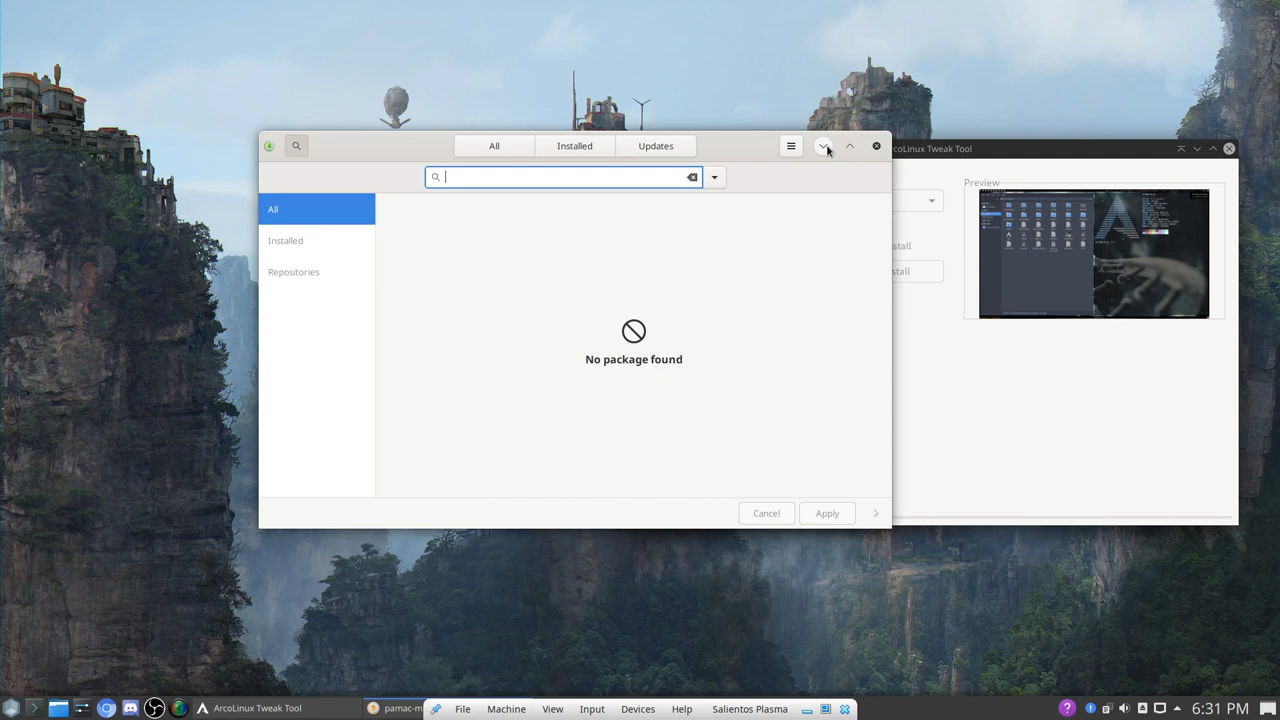 All
Installed
Updates
All
Installed
Repositories
No package found
Cancel
Apply
rcoLinux Tweak Tool
Preview
stall
stall
ArcoLinux Tweak Tool
pamac-m
File
Machine
View
Input
Devices
Help
Salientos Plasma
6:31 PM